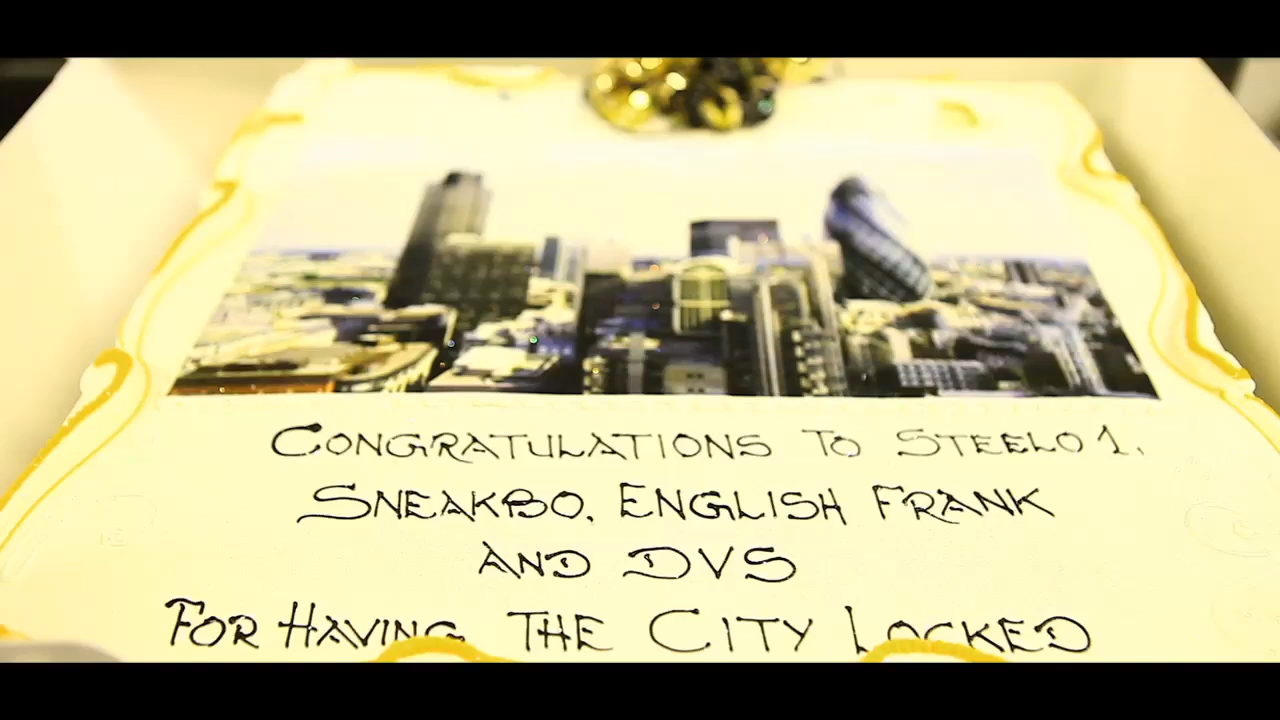 CONGRATULATIONS TO STEELO 1,
SNEAKBO, ENGLISH FRANK
AND DVS
FOR HAVING THE CITY LOCKED